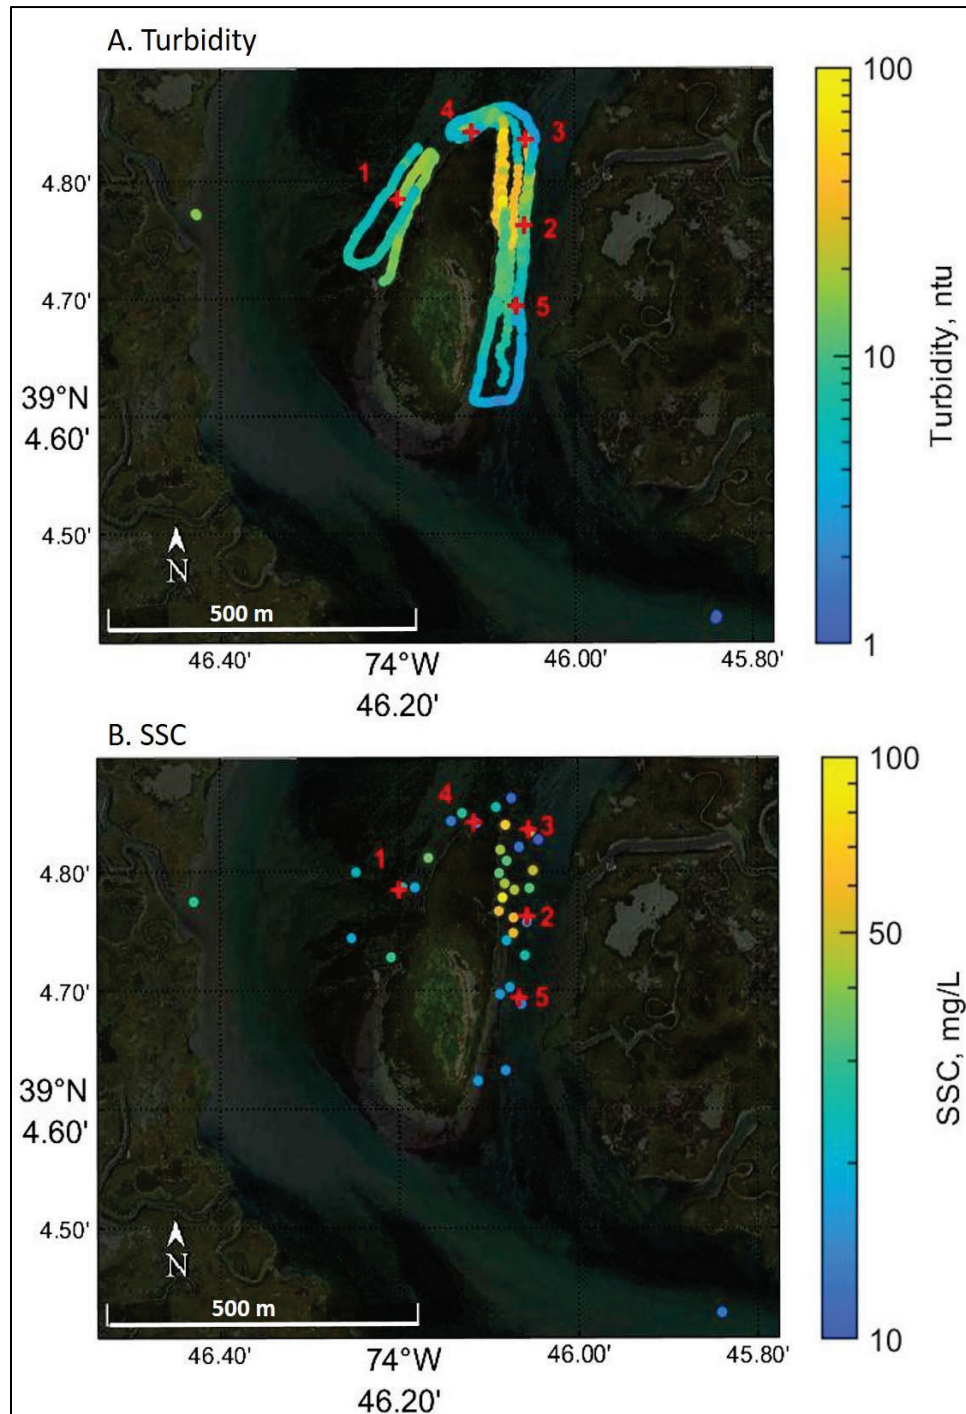 A. Turbidity
100
4
3
1
4.80'
2
4.70'
5
10
Turbidity, ntu
39°N
4.60'
4.50'
N
500 m
1
46.40'
74°W
46.00'
45.80'
46.20'
B. SSC
100
4
3
1
4.80'
2
50
4.70'
5
SSC, mg/L
39°N
4.60'
4.50'
N
500 m
10
46.40'
74°W
46.00'
45.80'
46.20'